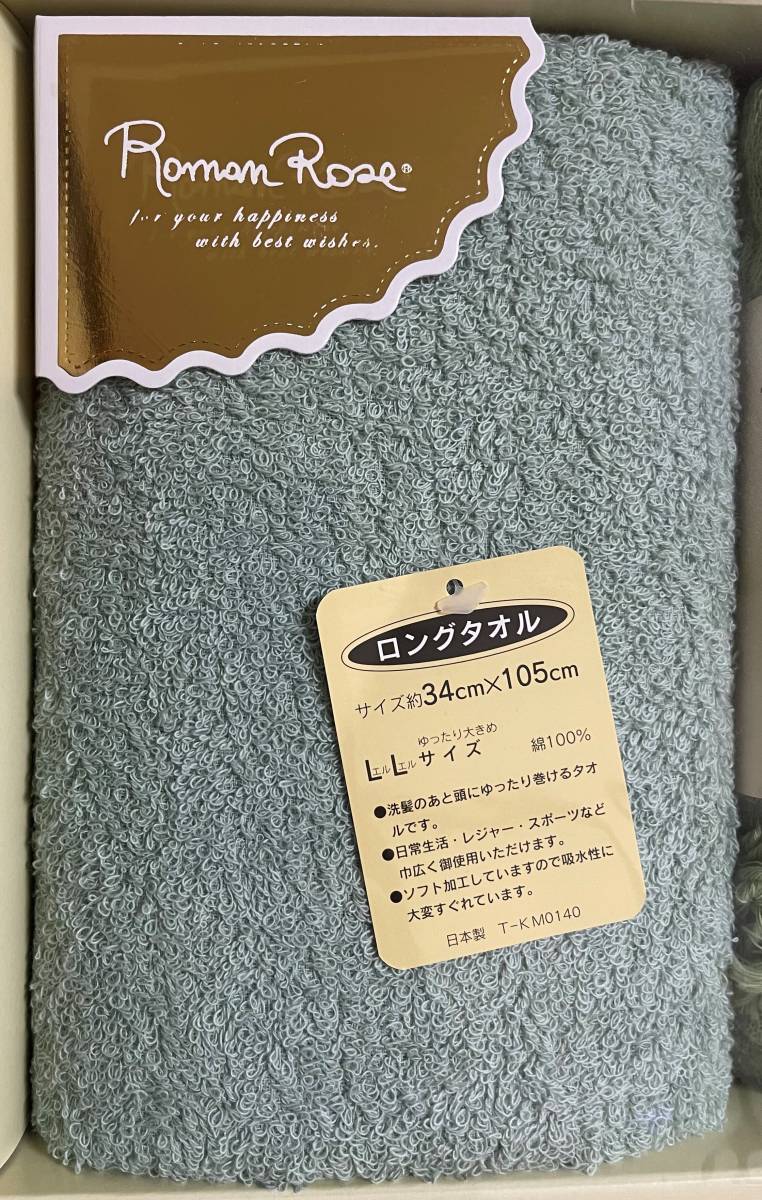 Roman Rose®
for your happiness
with best wishes.
ロングタオル
サイズ約34cm×105cm
ゆったり大きめ
LエルLエルサイズ 綿100%
●洗髪のあと頭にゆったり巻けるタオ
ルです。
●日常生活・レジャー・スポーツなど
巾広く御使用いただけます。
●ソフト加工していますので吸水性に
大変すぐれています。
日本製 T-KM0140